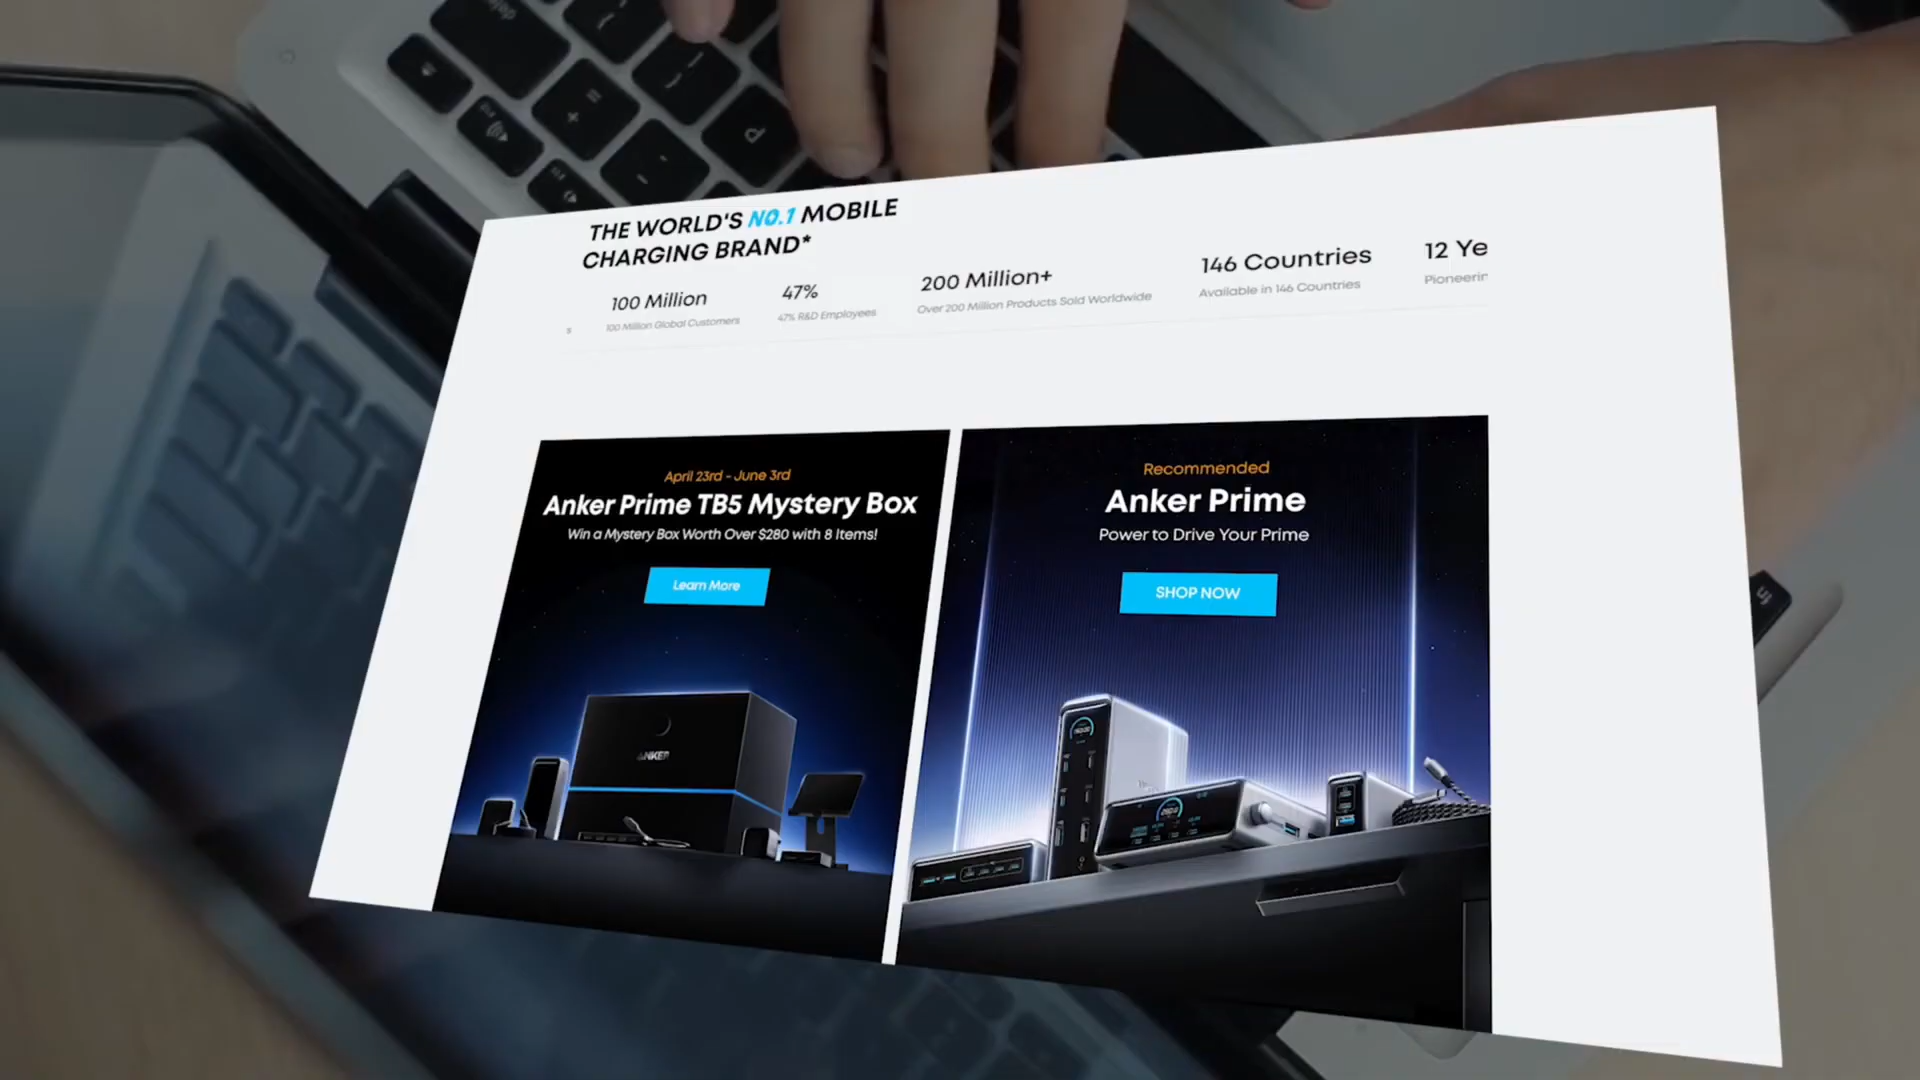 THE WORLD'S NO.1 MOBILE
CHARGING BRAND*
s
100 Million
100 Million Global Customers
47%
47% R&D Employees
200 Million+
Over 200 Million Products Sold Worldwide
146 Countries
Available in 146 Countries
12 Ye
Pioneerin
April 23rd - June 3rd
Anker Prime TB5 Mystery Box
Win a Mystery Box Worth Over $280 with 8 Items!
Learn More
ANKER
Recommended
Anker Prime
Power to Drive Your Prime
SHOP NOW
delete
fn